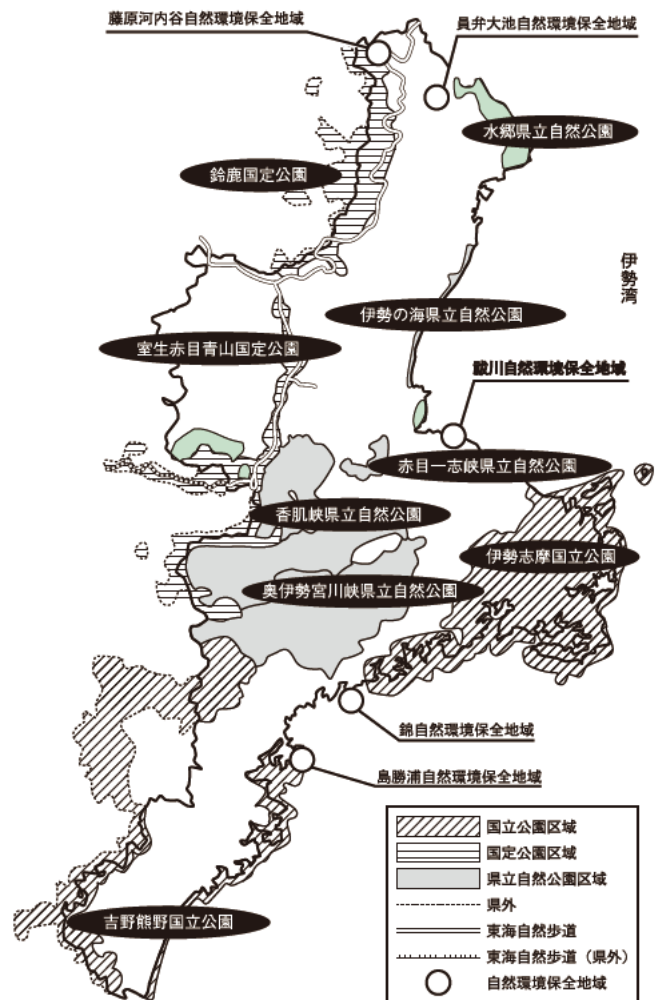 藤原河内谷自然環境保全地域
員弁大池自然環境保全地域
水郷県立自然公園
鈴鹿国定公園
伊勢湾
伊勢の海県立自然公園
室生赤目青山国定公園
祓川自然環境保全地域
赤目一志峡県立自然公園
香肌峡県立自然公園
伊勢志摩国立公園
奥伊勢宮川峡県立自然公園
錦自然環境保全地域
島勝浦自然環境保全地域
吉野熊野国立公園
国立公園区域
国定公園区域
県立自然公園区域
県外
東海自然歩道
東海自然歩道（県外）
自然環境保全地域